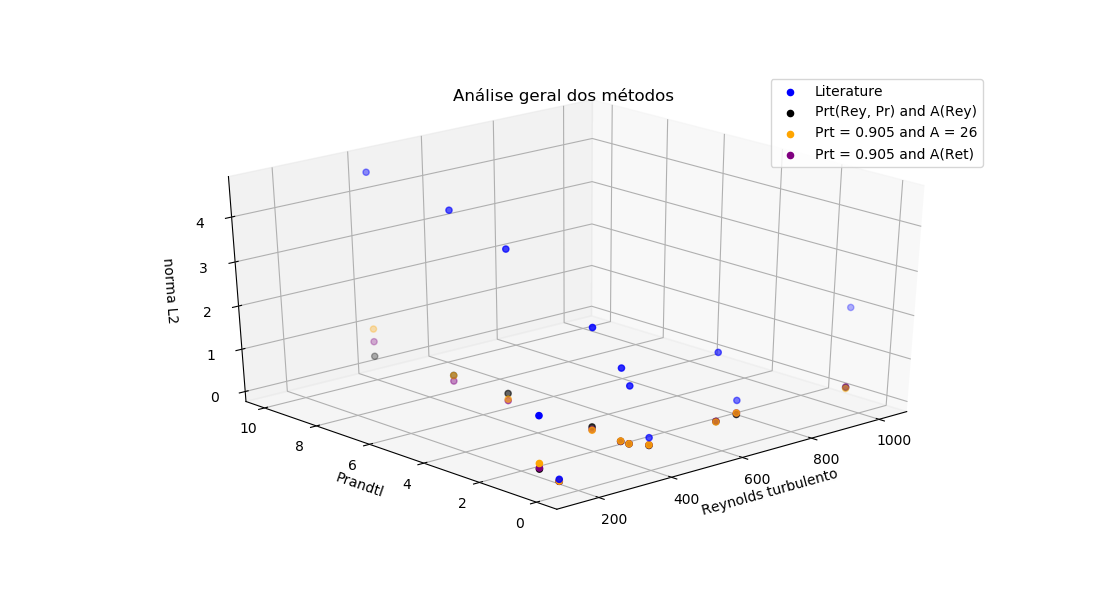 Análise geral dos métodos
Literature
Prt(Rey, Pr) and A(Rey)
Prt = 0.905 and A = 26
Prt = 0.905 and A(Ret)
norma L2
4
3
2
1
0
Prandtl
10
8
6
4
2
0
Reynolds turbulento
200
400
600
800
1000